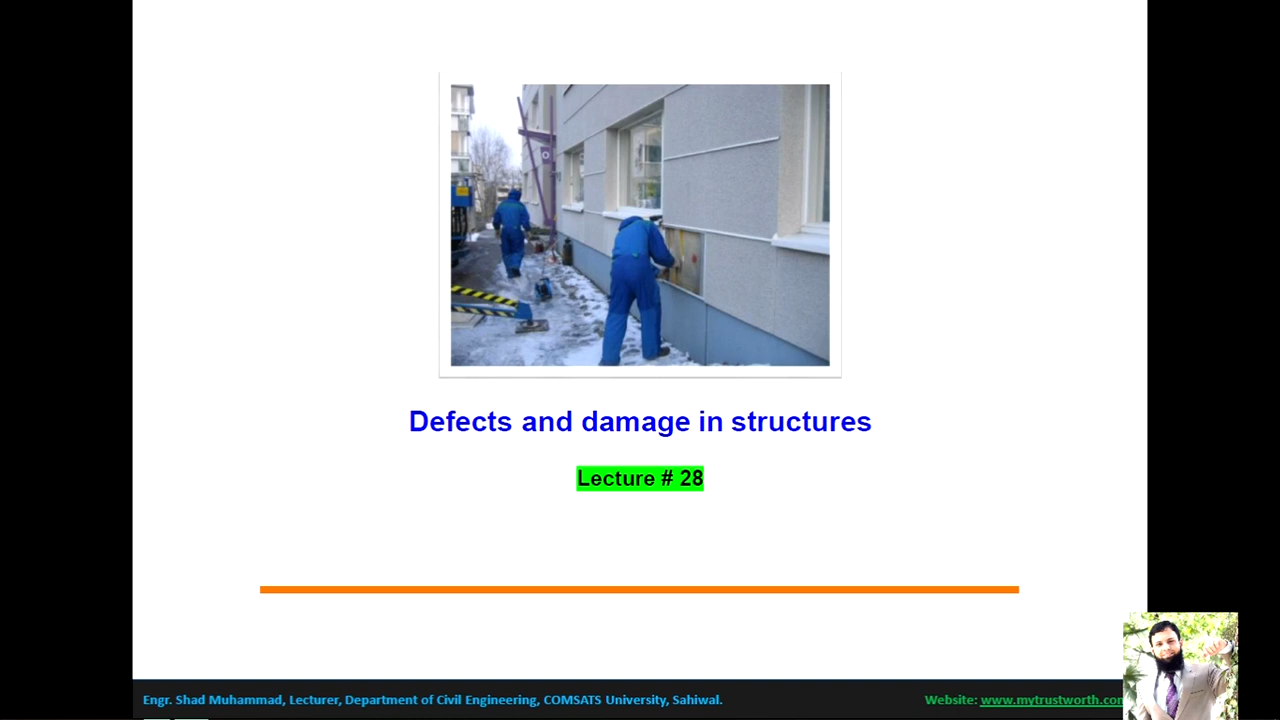 Defects and damage in structures
Lecture # 28
Engr. Shad Muhammad, Lecturer, Department of Civil Engineering, COMSATS University, Sahiwal.
Website: www.mytrustworth.com